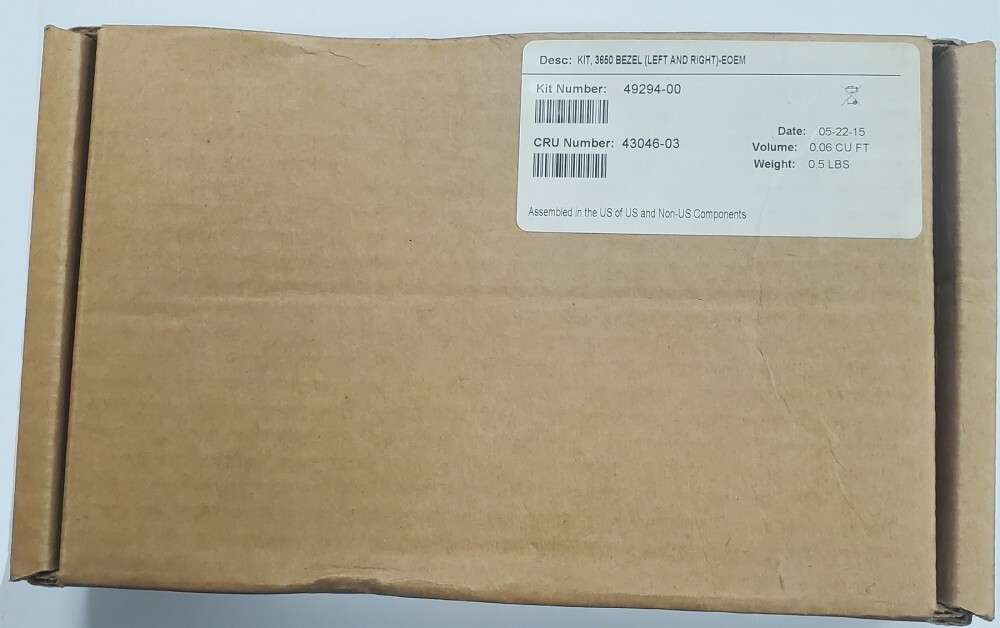 Desc: KIT, 3650 BEZEL (LEFT AND RIGHT)-EOEM
Kit Number: 49294-00
CRU Number: 43046-03
Date: 05-22-15
Volume: 0.06 CU FT
Weight: 0.5 LBS
Assembled in the US of US and Non-US Components